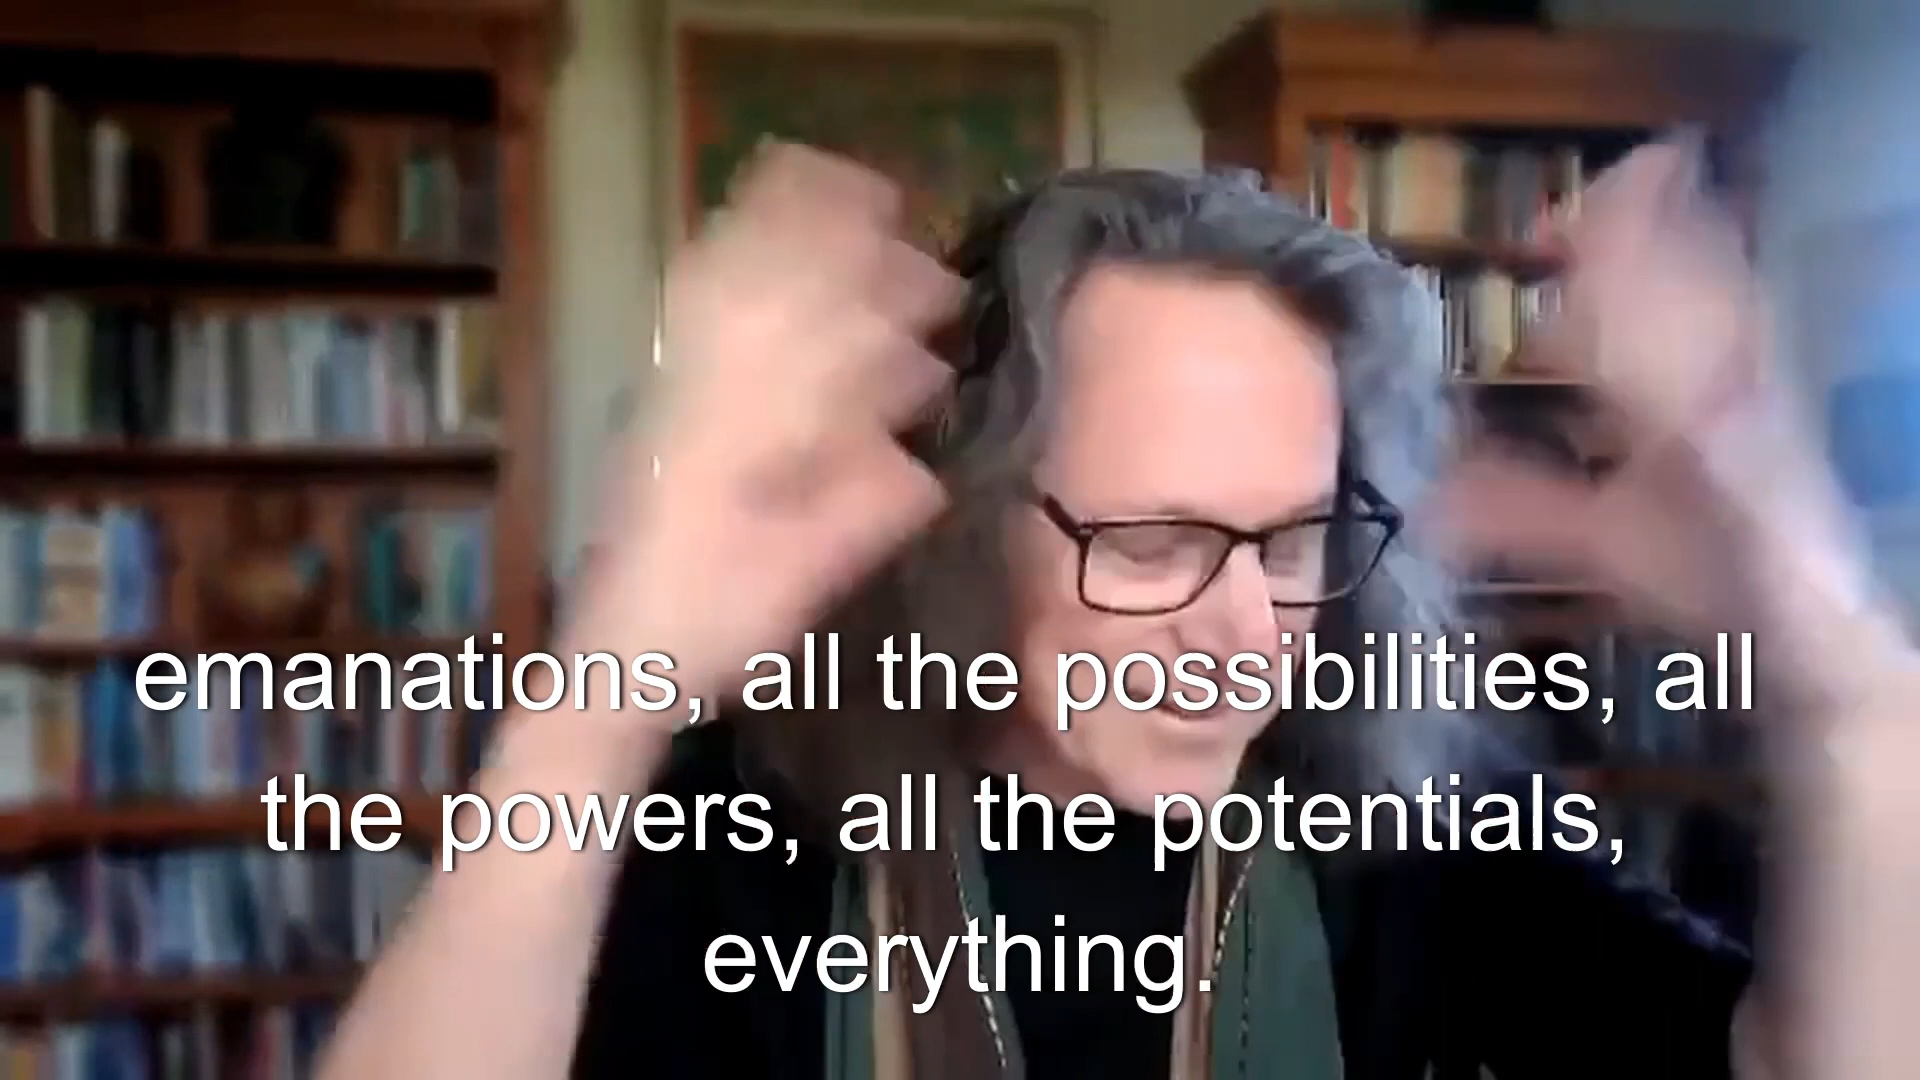 emanations, all the possibilities, all
the powers, all the potentials,
everything.